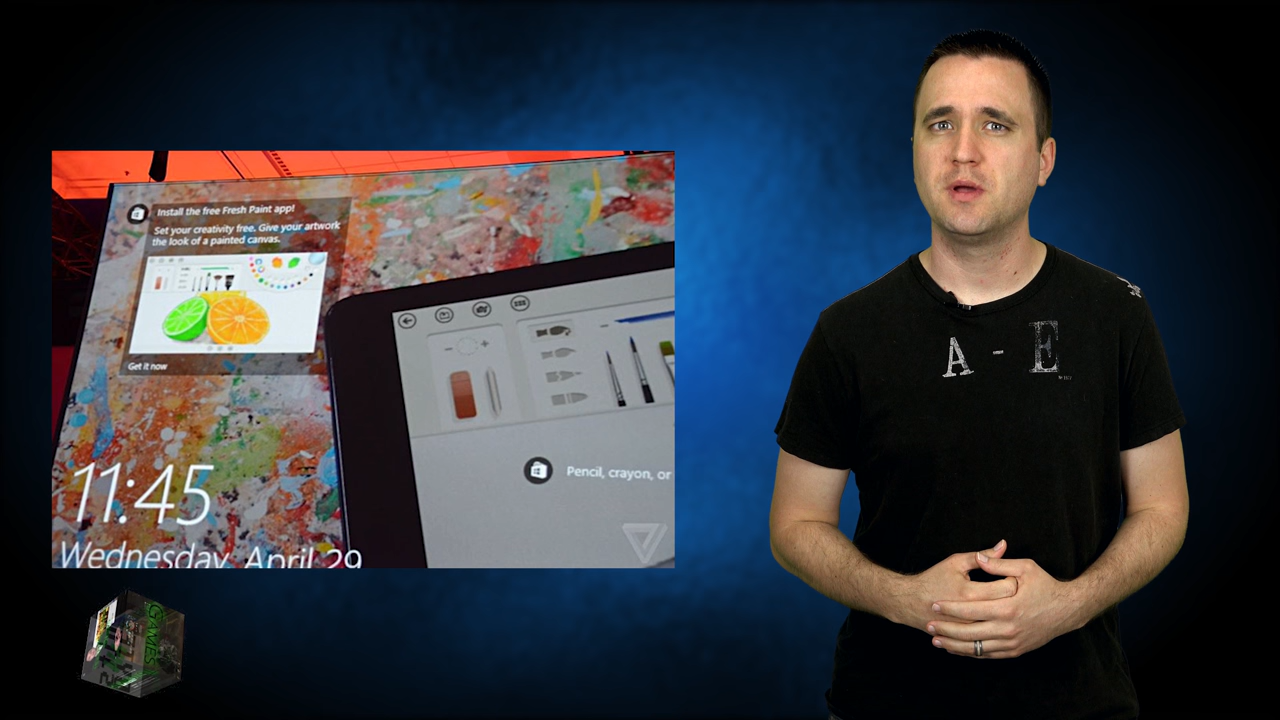 Install the free Fresh Paint app!
Set your creativity free. Give your artwork
the look of a painted canvas.
Get it now
Pencil, crayon, or
11:45
Wednesday, April 29
A - E
GAMES